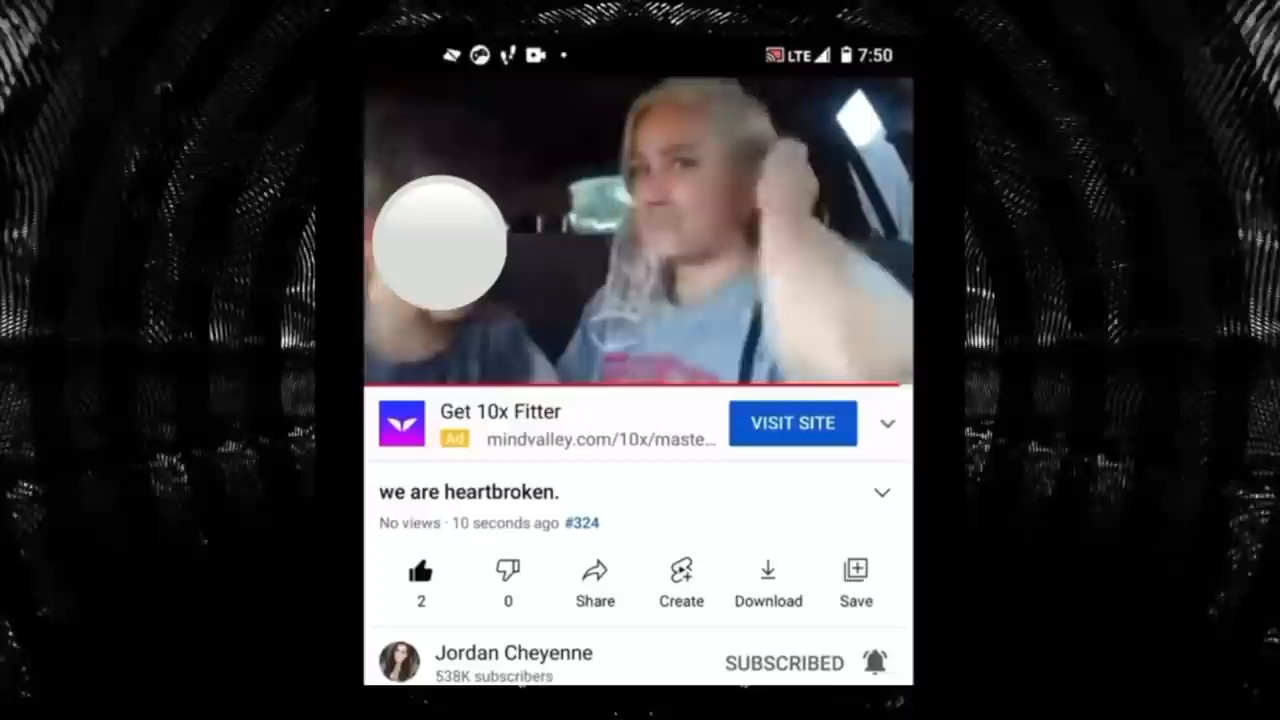 LTE 7:50
Get 10x Fitter
Ad mindvalley.com/10x/maste...
VISIT SITE
we are heartbroken.
No views · 10 seconds ago #324
2 0 Share Create Download Save
Jordan Cheyenne
538K subscribers
SUBSCRIBED